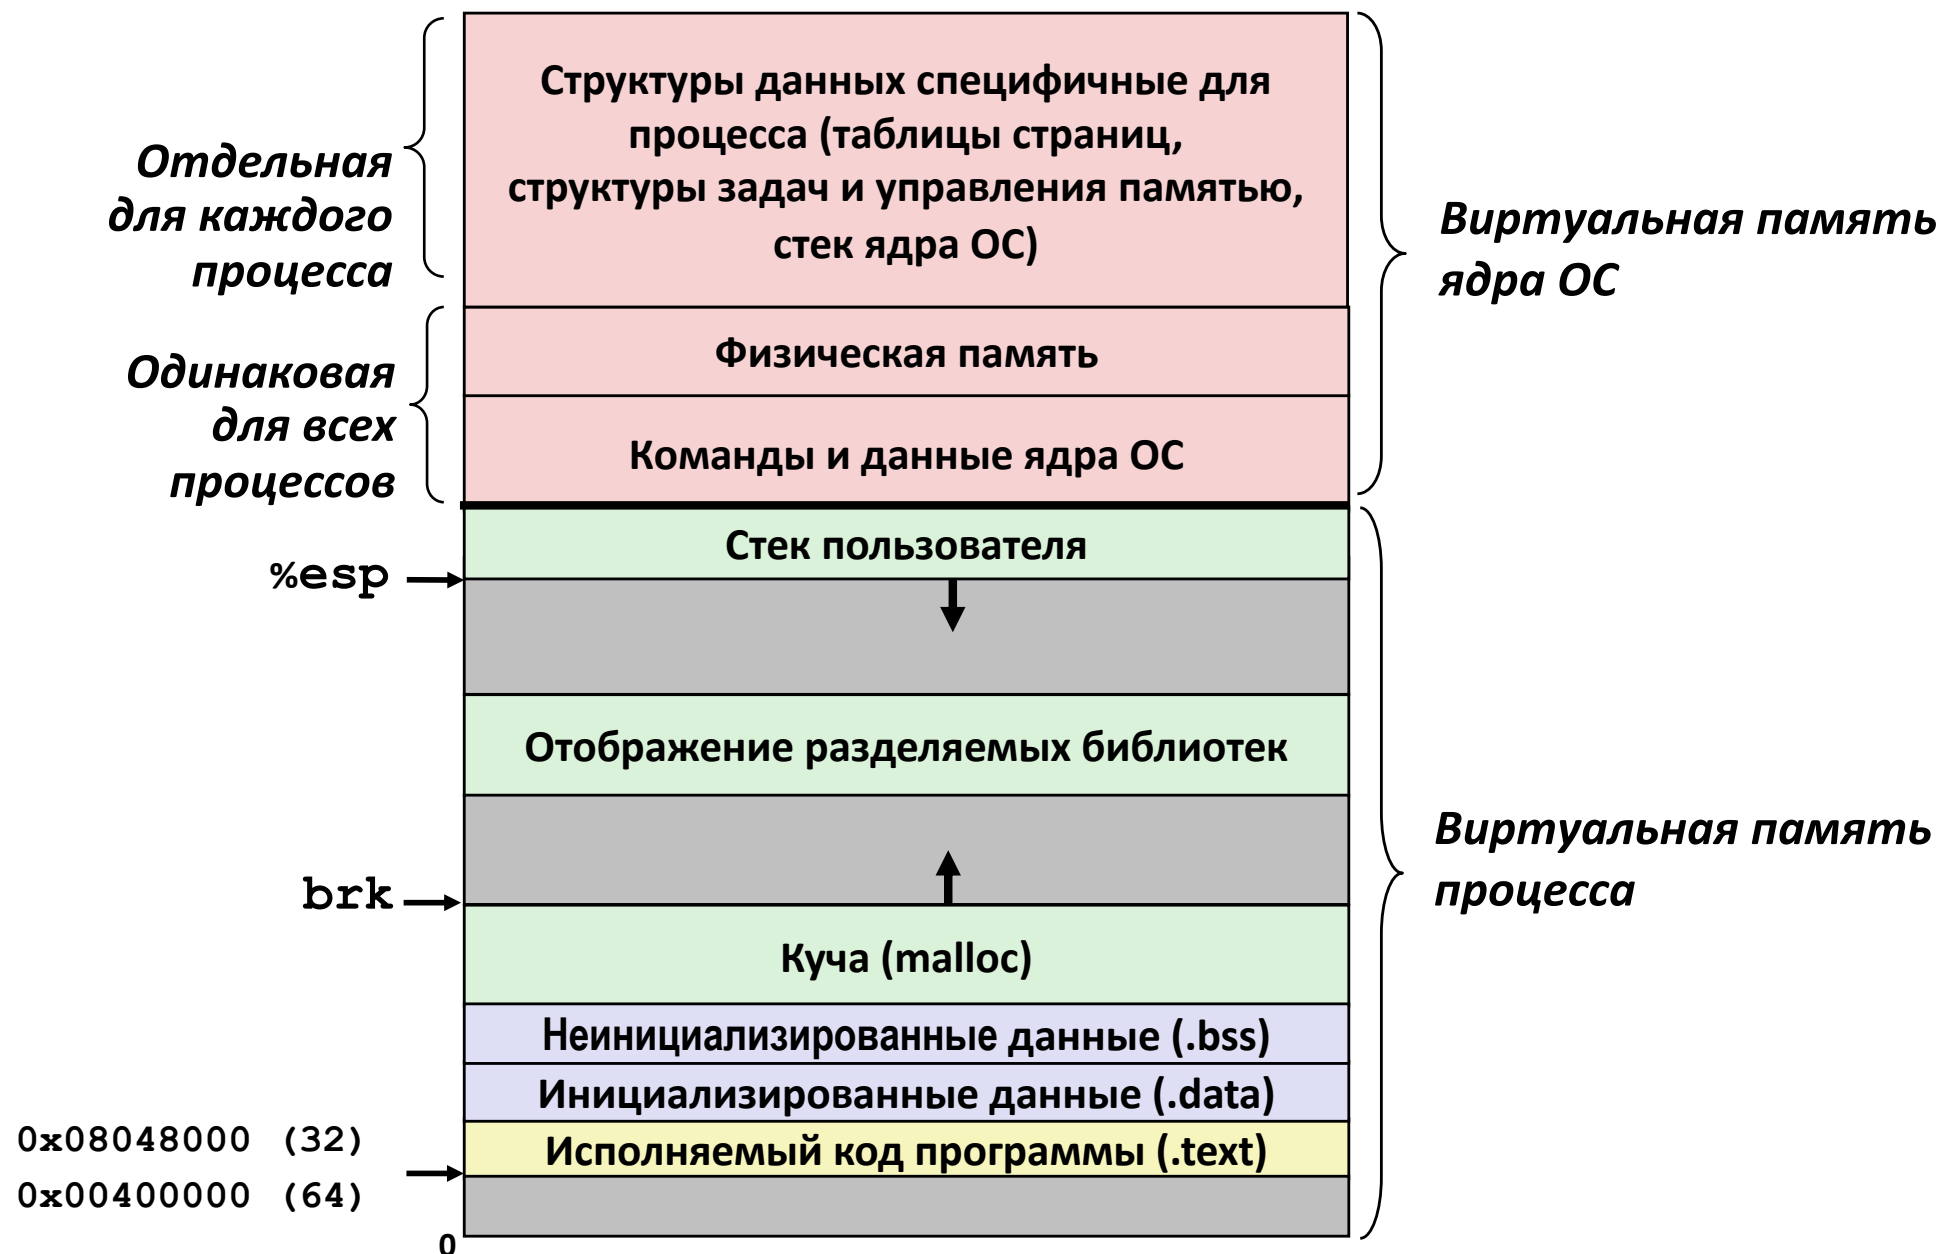 Структуры данных специфичные для
процесса (таблицы страниц,
структуры задач и управления памятью,
стек ядра ОС)
Отдельная
для каждого
процесса
Виртуальная память
ядра ОС
Физическая память
Одинаковая
для всех
процессов
Команды и данные ядра ОС
Стек пользователя
%esp
Отображение разделяемых библиотек
Виртуальная память
процесса
brk
Куча (malloc)
Неинициализированные данные (.bss)
Инициализированные данные (.data)
0x08048000 (32)
Исполняемый код программы (.text)
0x00400000 (64)
0